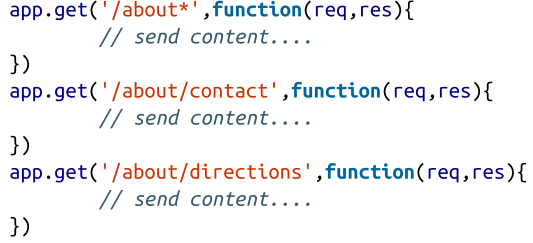 app.get('/about*',function(req,res){
// send content....
})
app.get('/about/contact',function(req,res){
// send content....
})
app.get('/about/directions',function(req,res){
// send content....
})